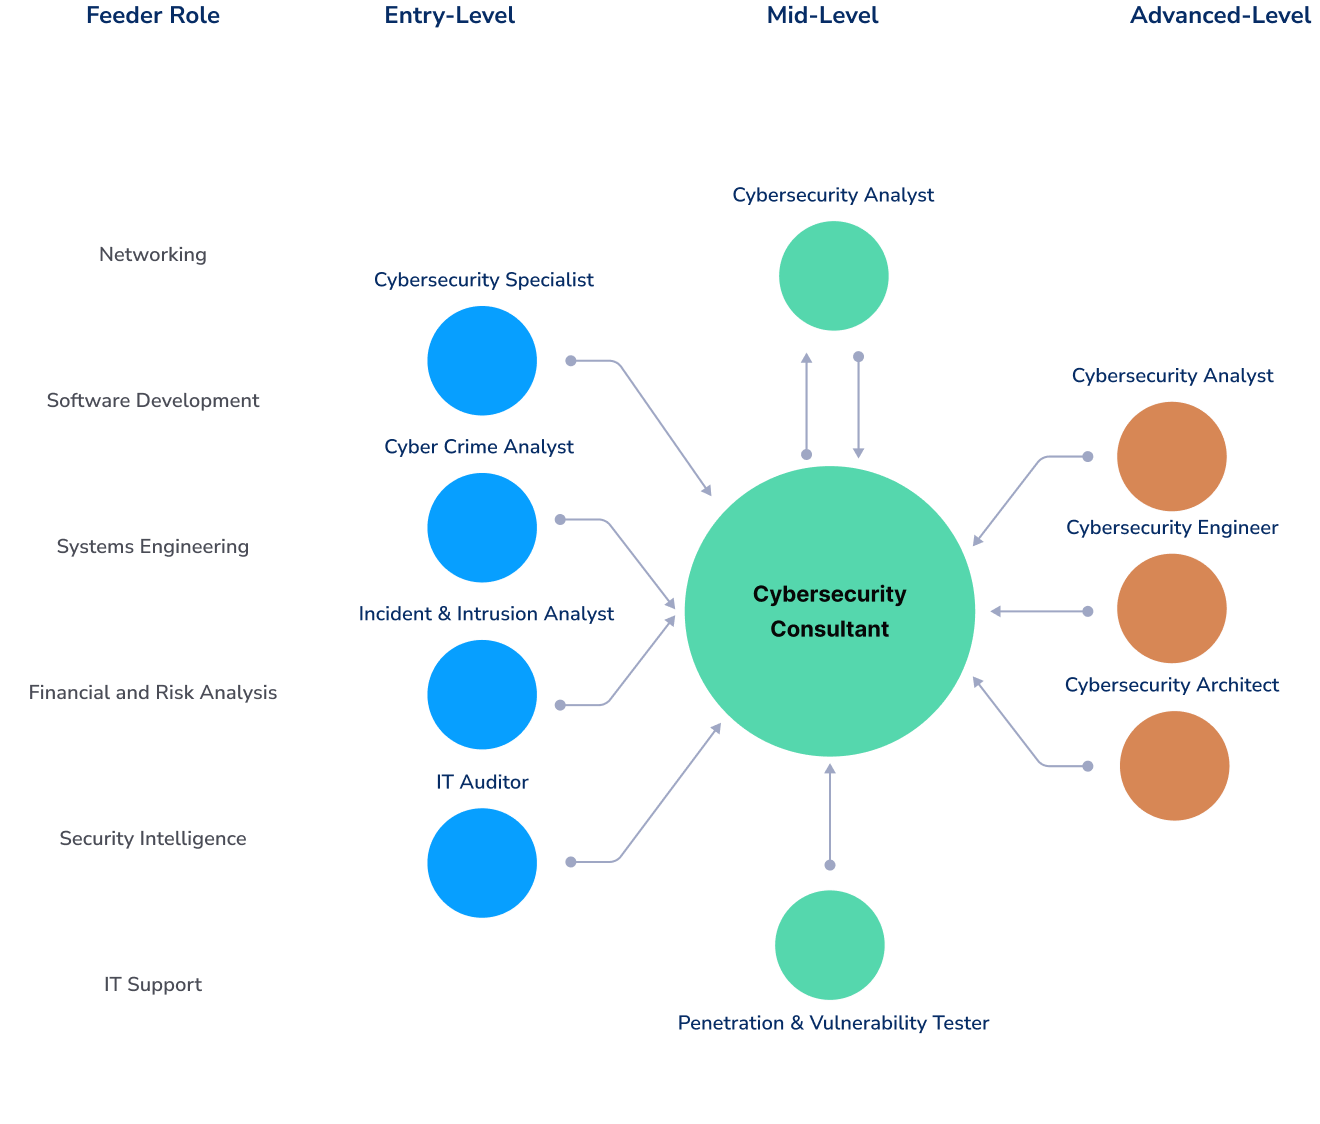 Feeder Role
Entry-Level
Mid-Level
Advanced-Level
Networking
Software Development
Systems Engineering
Financial and Risk Analysis
Security Intelligence
IT Support
Cybersecurity Specialist
Cyber Crime Analyst
Incident & Intrusion Analyst
IT Auditor
Cybersecurity Analyst
Cybersecurity
Consultant
Penetration & Vulnerability Tester
Cybersecurity Analyst
Cybersecurity Engineer
Cybersecurity Architect